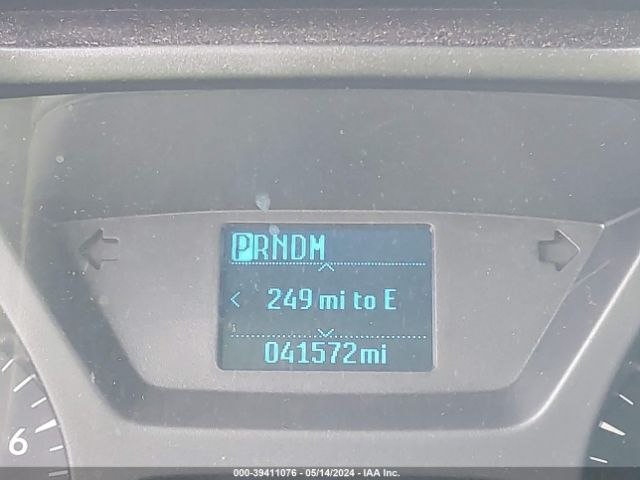 PRNDM
< 249 mi to E
041572mi
6
000-39411076 - 05/14/2024 - IAA Inc.